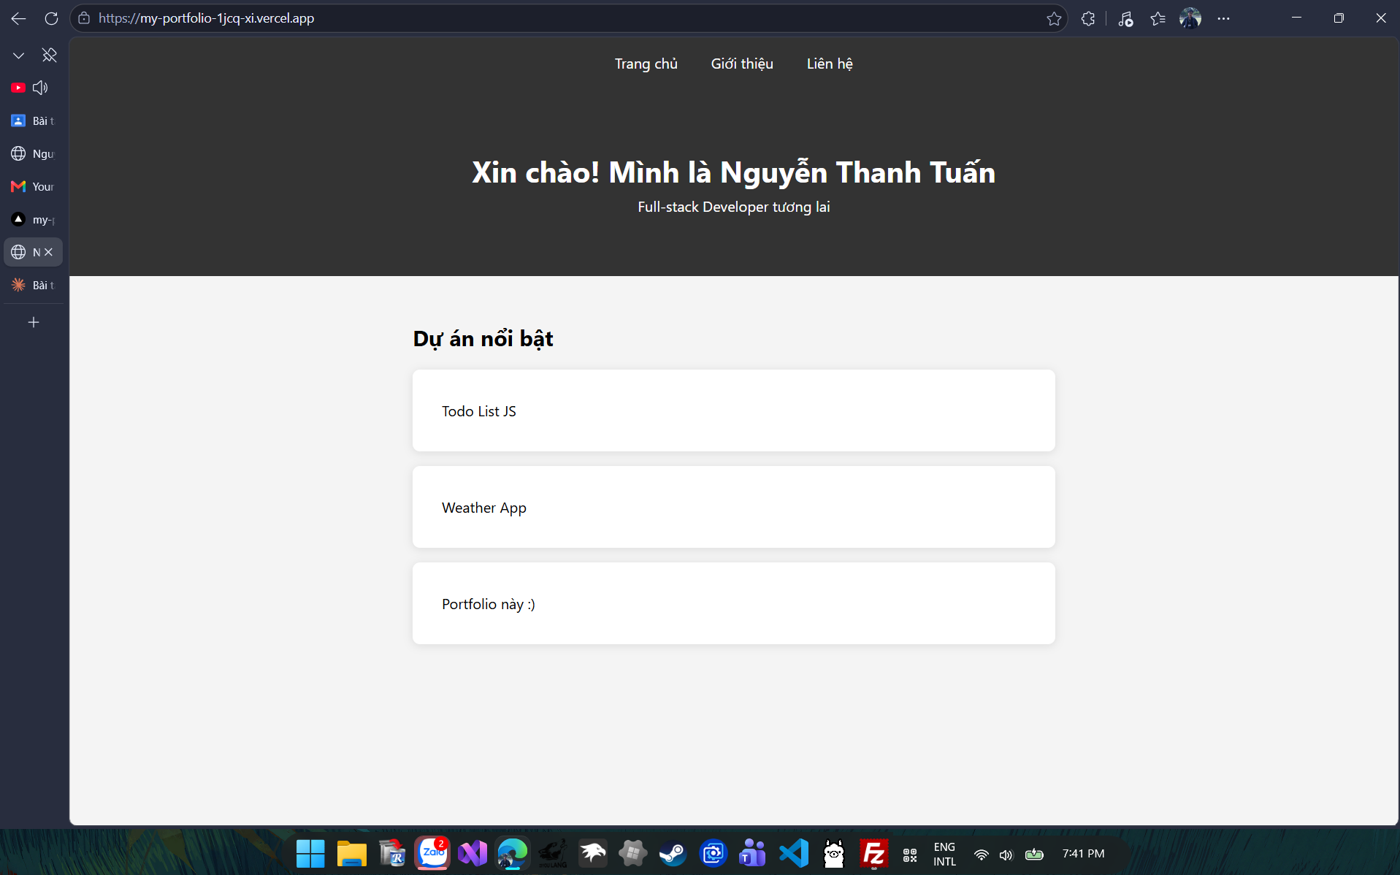 https://my-portfolio-1jcq-xi.vercel.app
Bài t
Ngu
Your
my-p
N
Bài t
Trang chủ
Giới thiệu
Liên hệ
Xin chào! Mình là Nguyễn Thanh Tuấn
Full-stack Developer tương lai
Dự án nổi bật
Todo List JS
Weather App
Portfolio này :)
Zalo
2
ENG
INTL
7:41 PM